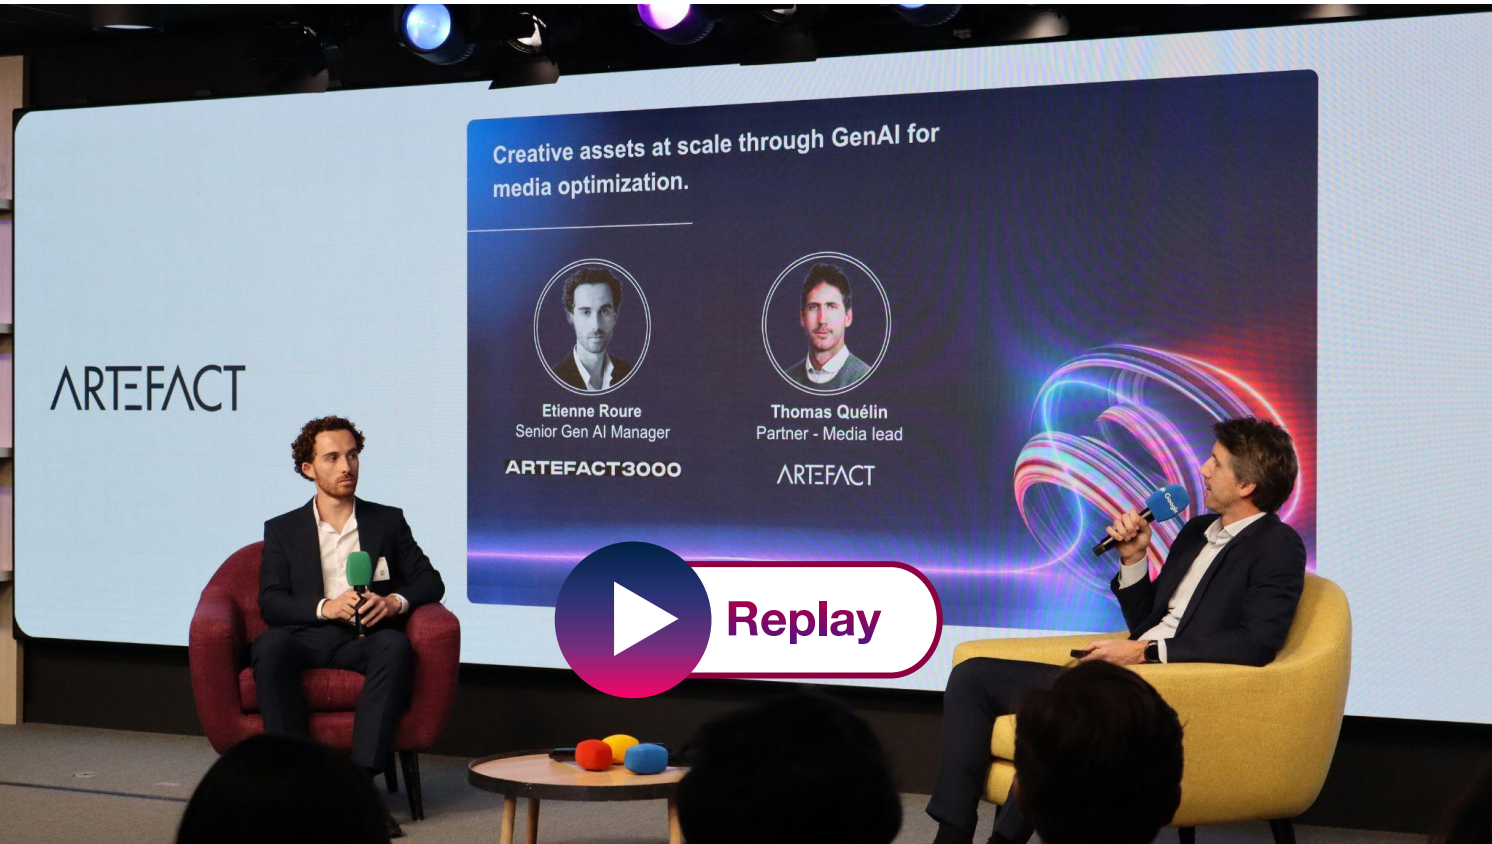 Creative assets at scale through GenAI for
media optimization.
Etienne Roure
Senior Gen AI Manager
ARTEFACT3000
Thomas Quélin
Partner - Media lead
ARTEFACT
ARTEFACT
Google
Replay